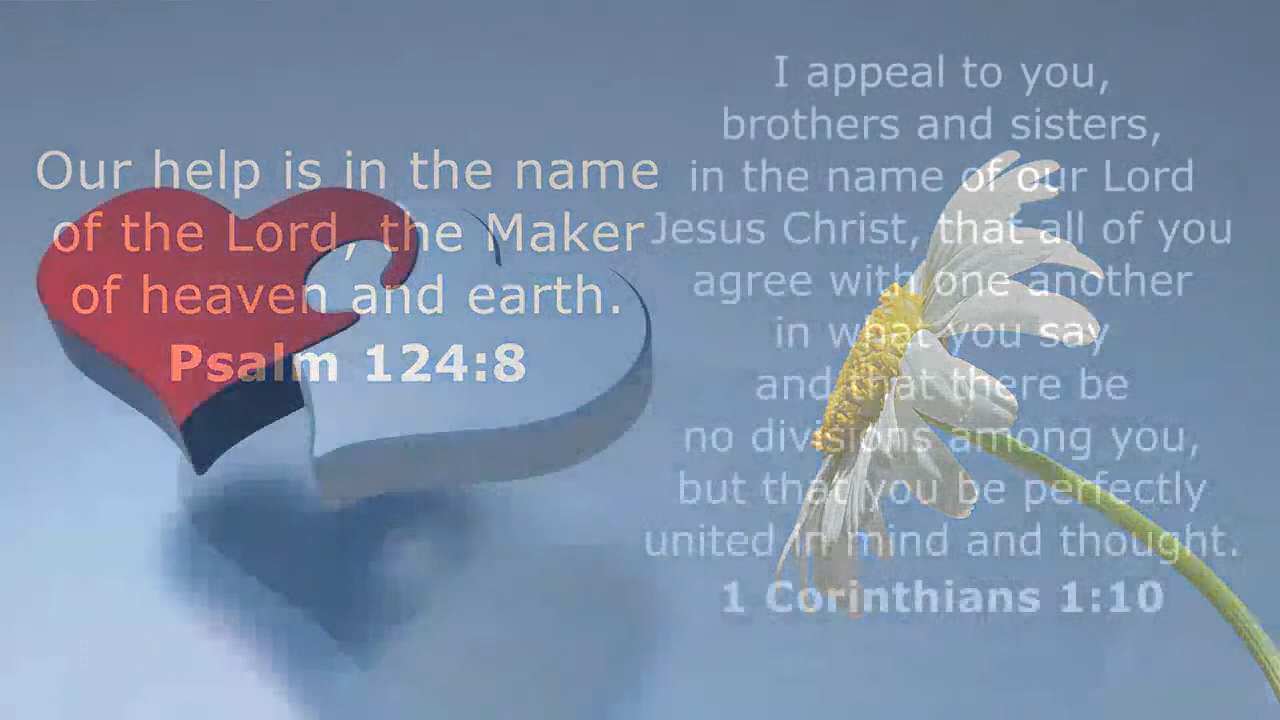 Our help is in the name
of the Lord, the Maker
of heaven and earth.
Psalm 124:8
I appeal to you,
brothers and sisters,
in the name of our Lord
Jesus Christ, that all of you
agree with one another
in what you say
and that there be
no divisions among you,
but that you be perfectly
united in mind and thought.
1 Corinthians 1:10